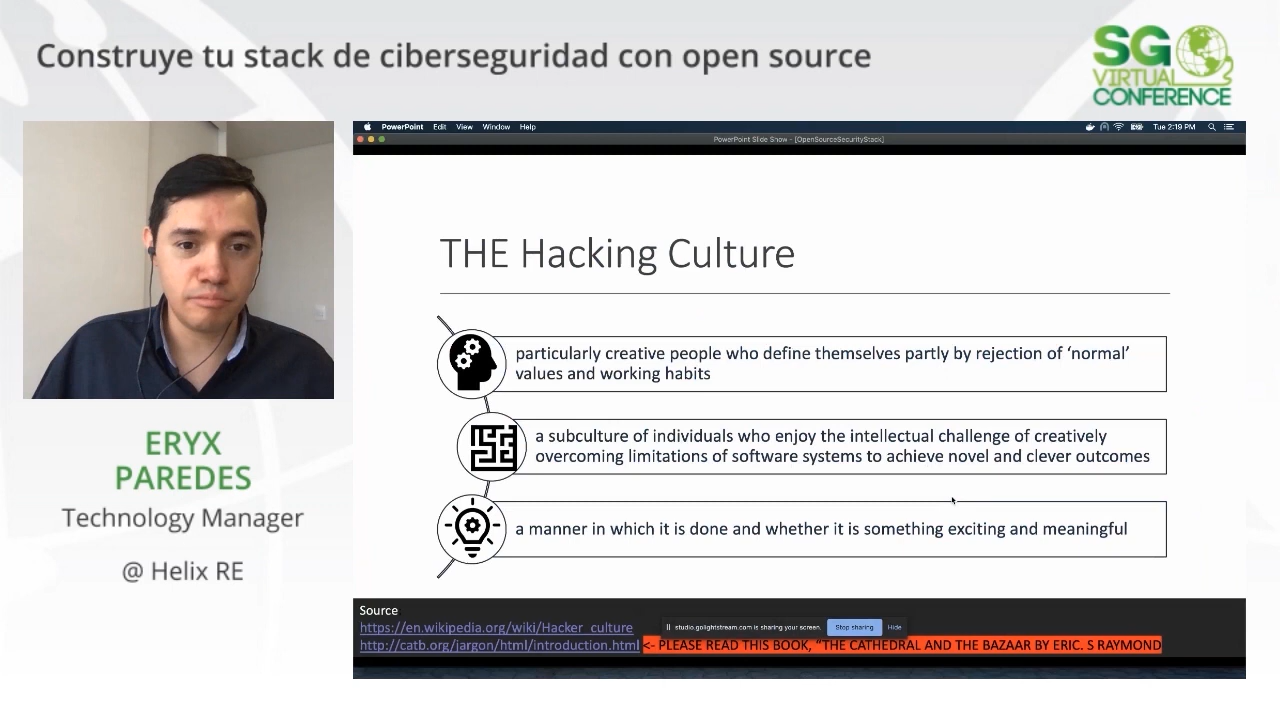 Construye tu stack de ciberseguridad con open source
SG
VIRTUAL
CONFERENCE
PowerPoint Edit View Window Help
Tue 2:19 PM
PowerPoint Slide Show - [OpenSourceSecurityStack]
THE Hacking Culture
particularly creative people who define themselves partly by rejection of ‘normal’
values and working habits
a subculture of individuals who enjoy the intellectual challenge of creatively
overcoming limitations of software systems to achieve novel and clever outcomes
a manner in which it is done and whether it is something exciting and meaningful
Source
https://en.wikipedia.org/wiki/Hacker_culture
studio.golightstream.com is sharing your screen. Stop sharing Hide
http://catb.org/jargon/html/introduction.html <- PLEASE READ THIS BOOK, “THE CATHEDRAL AND THE BAZAAR BY ERIC. S RAYMOND
ERYX
PAREDES
Technology Manager
@ Helix RE